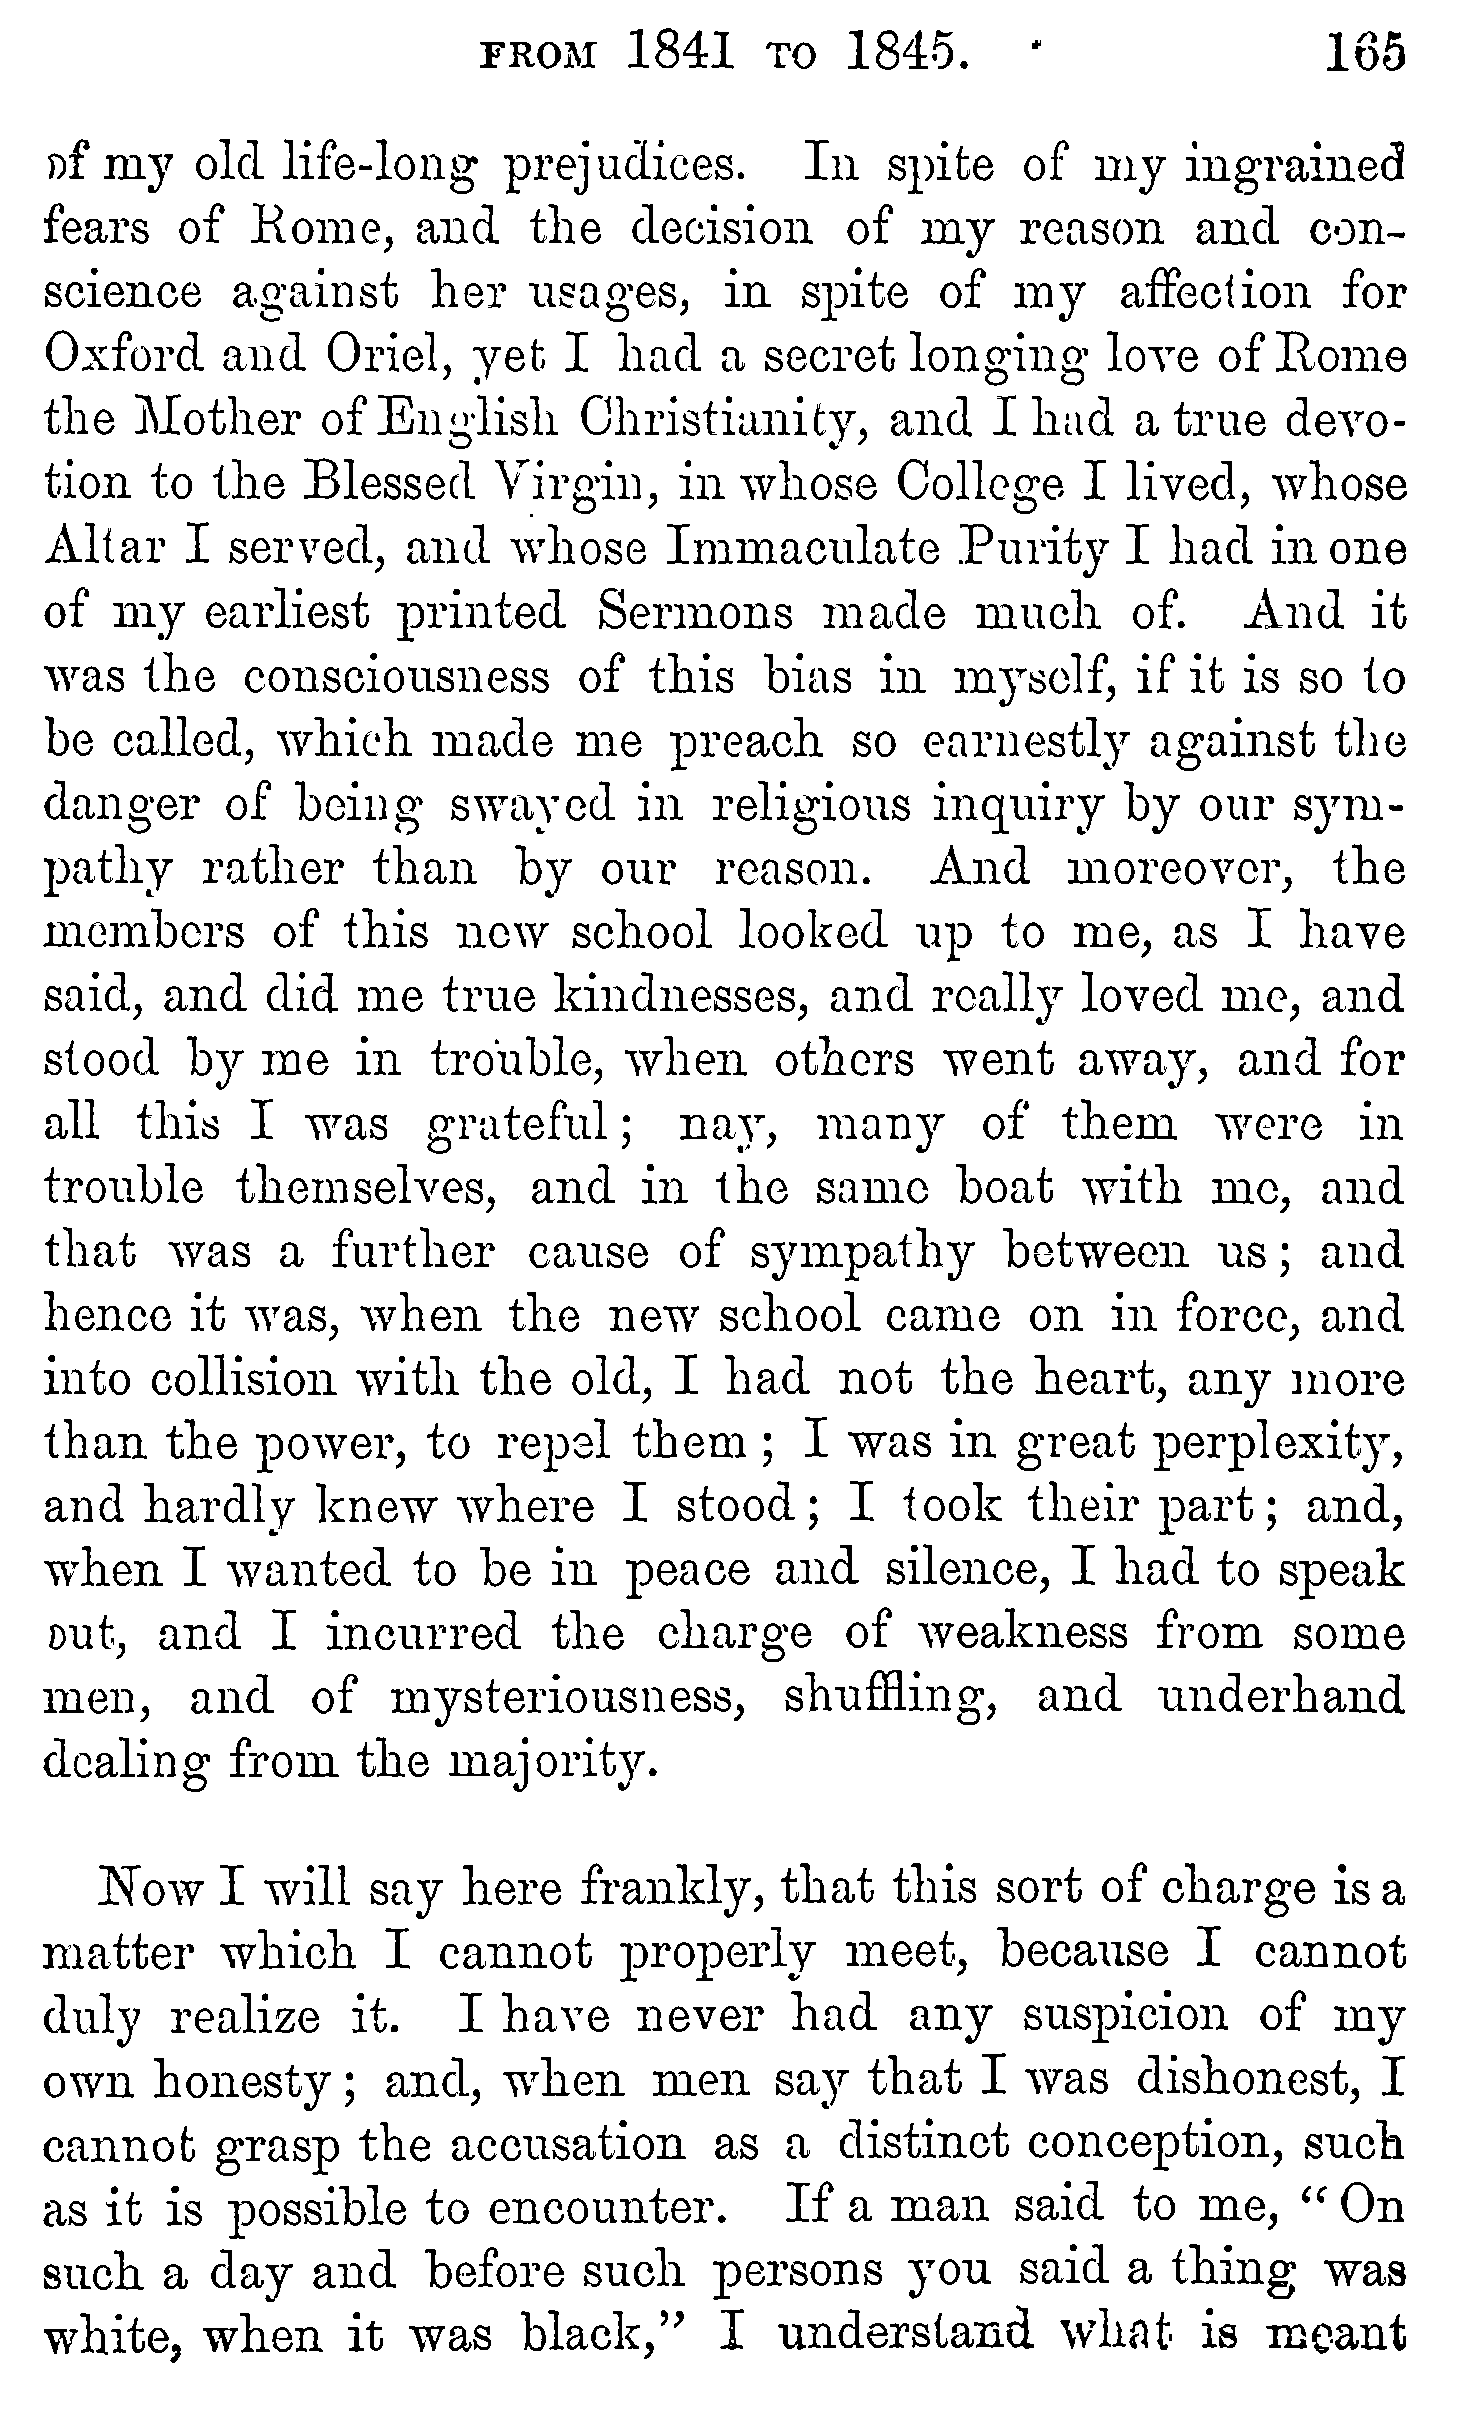 FROM 1841 TO 1845. 165
of my old life-long prejudices. In spite of my ingrained
fears of Rome, and the decision of my reason and con-
science against her usages, in spite of my affection for
Oxford and Oriel, yet I had a secret longing love of Rome
the Mother of English Christianity, and I had a true devo-
tion to the Blessed Virgin, in whose College I lived, whose
Altar I served, and whose Immaculate Purity I had in one
of my earliest printed Sermons made much of. And it
was the consciousness of this bias in myself, if it is so to
be called, which made me preach so earnestly against the
danger of being swayed in religious inquiry by our sym-
pathy rather than by our reason. And moreover, the
members of this new school looked up to me, as I have
said, and did me true kindnesses, and really loved me, and
stood by me in trouble, when others went away, and for
all this I was grateful; nay, many of them were in
trouble themselves, and in the same boat with me, and
that was a further cause of sympathy between us; and
hence it was, when the new school came on in force, and
into collision with the old, I had not the heart, any more
than the power, to repel them; I was in great perplexity,
and hardly knew where I stood; I took their part; and,
when I wanted to be in peace and silence, I had to speak
out, and I incurred the charge of weakness from some
men, and of mysteriousness, shuffling, and underhand
dealing from the majority.
Now I will say here frankly, that this sort of charge is a
matter which I cannot properly meet, because I cannot
duly realize it. I have never had any suspicion of my
own honesty; and, when men say that I was dishonest, I
cannot grasp the accusation as a distinct conception, such
as it is possible to encounter. If a man said to me, "On
such a day and before such persons you said a thing was
white, when it was black," I understand what is meant